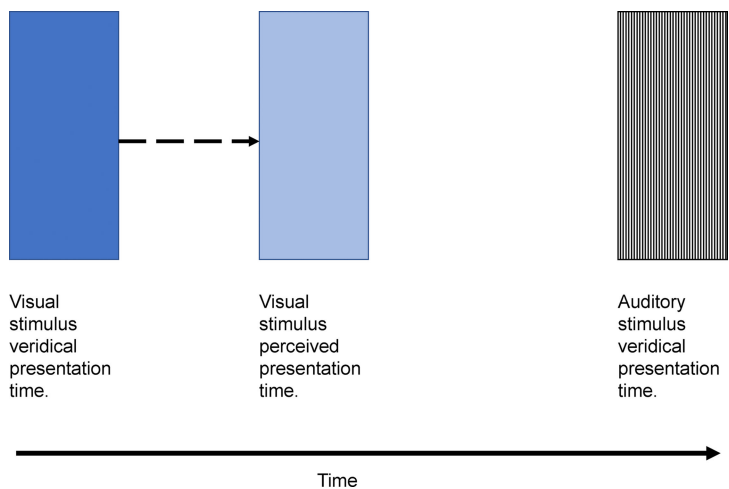 Visual
stimulus
veridical
presentation
time.
Visual
stimulus
perceived
presentation
time.
Auditory
stimulus
veridical
presentation
time.
Time